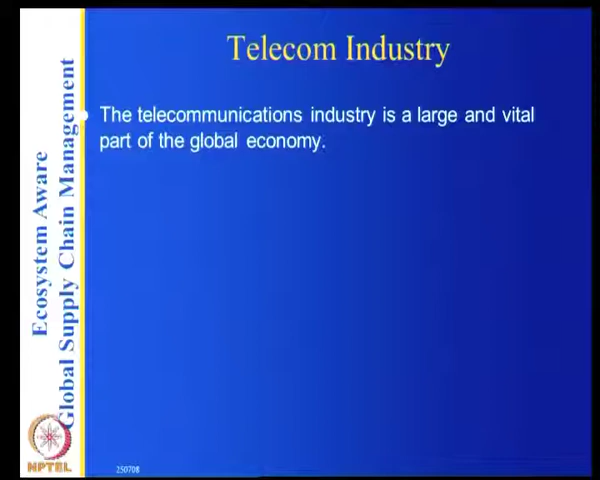 Telecom Industry
The telecommunications industry is a large and vital
part of the global economy.
Ecosystem Aware
Global Supply Chain Management
NPTEL
250708